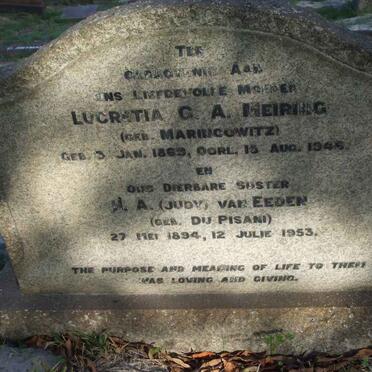 TER
GEDAGTENIS AAN
ONS LIEFDEVOLLE MOEDER
LUCRETIA C. A. MEIRING
(GEB. MARINCOWITZ)
GEB. 3 JAN. 1869, OORL. 15 AUG. 1946.
EN
ONS DIERBARE SUSTER
H. A. (JUDY) VAN EEDEN
(GEB. DU PISANI)
27 MEI 1894, 12 JULIE 1953.
THE PURPOSE AND MEANING OF LIFE TO THEM
WAS LOVING AND GIVING.